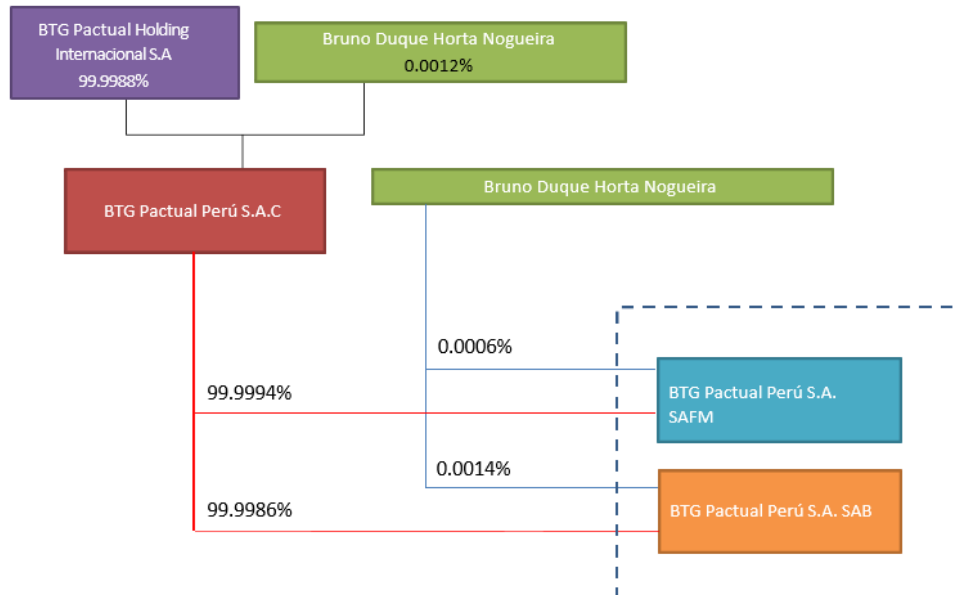 BTG Pactual Holding
Internacional S.A
99.9988%
Bruno Duque Horta Nogueira
0.0012%
BTG Pactual Perú S.A.C
Bruno Duque Horta Nogueira
0.0006%
99.9994%
BTG Pactual Perú S.A.
SAFM
0.0014%
99.9986%
BTG Pactual Perú S.A. SAB